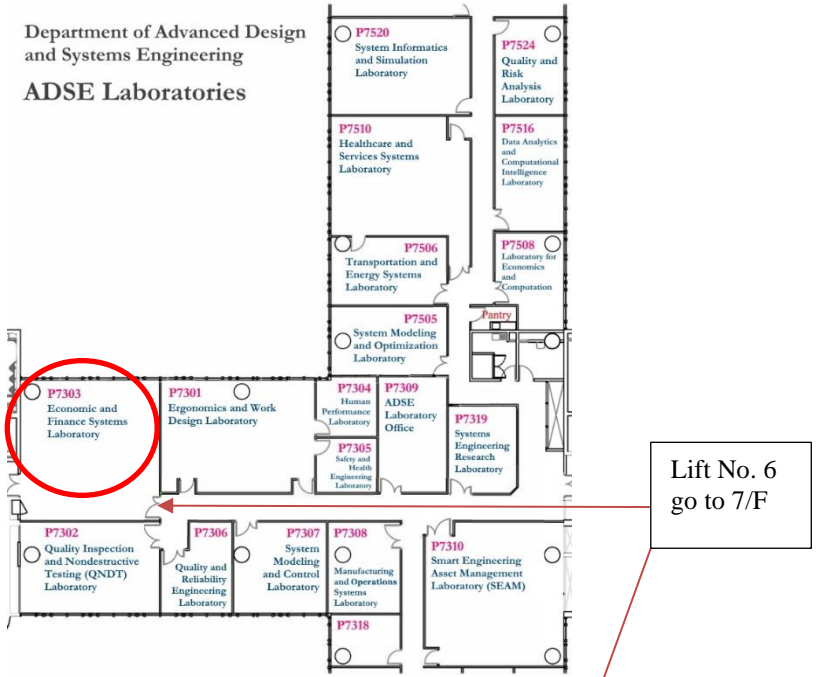 Department of Advanced Design
and Systems Engineering
ADSE Laboratories
P7520
System Informatics
and Simulation
Laboratory
P7524
Quality and
Risk
Analysis
Laboratory
P7510
Healthcare and
Services Systems
Laboratory
P7516
Data Analytics
and
Computational
Intelligence
Laboratory
P7506
Transportation and
Energy Systems
Laboratory
P7508
Laboratory for
Economics
and
Computation
Pantry
P7505
System Modeling
and Optimization
Laboratory
P7303
Economic and
Finance Systems
Laboratory
P7301
Ergonomics and Work
Design Laboratory
P7304
Human
Performance
Laboratory
P7309
ADSE
Laboratory
Office
P7319
Systems
Engineering
Research
Laboratory
P7305
Safety and
Health
Engineering
Laboratory
Lift No. 6
go to 7/F
P7302
Quality Inspection
and Nondestructive
Testing (QNDT)
Laboratory
P7306
Quality and
Reliability
Engineering
Laboratory
P7307
System
Modeling
and Control
Laboratory
P7308
Manufacturing
and Operations
Systems
Laboratory
P7310
Smart Engineering
Asset Management
Laboratory (SEAM)
P7318